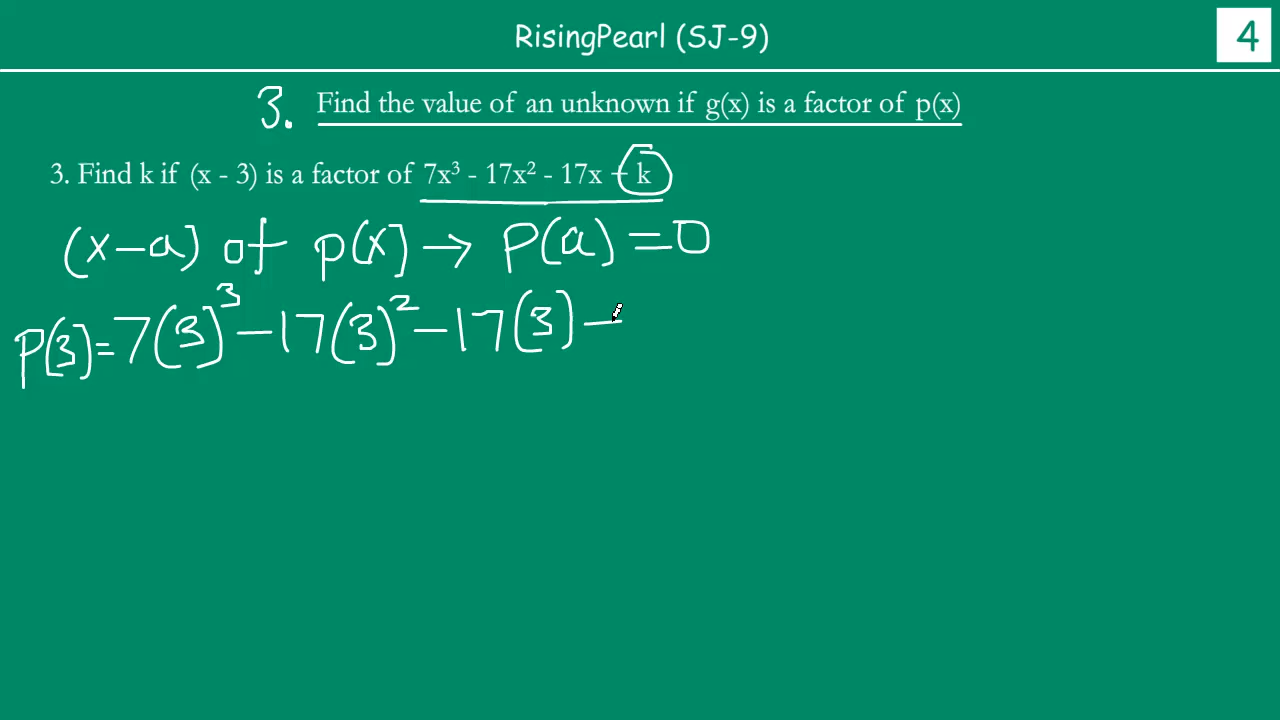 RisingPearl (SJ-9)
4
3. Find the value of an unknown if g(x) is a factor of p(x)
3. Find k if (x - 3) is a factor of 7x³ - 17x² - 17x + k
(x-a) of p(x) → P(a) = 0
P(3) = 7(3)³ - 17(3)² - 17(3) -